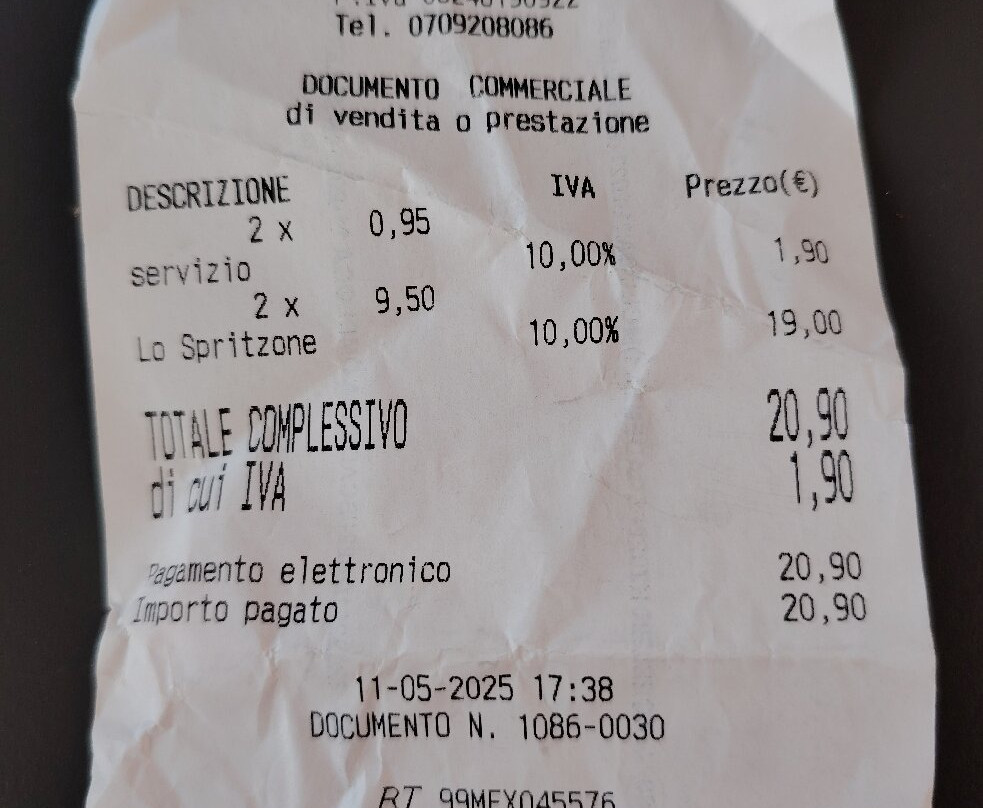 Tel. 0709208086
DOCUMENTO COMMERCIALE
di vendita o prestazione
DESCRIZIONE IVA Prezzo(€)
2 x 0,95
servizio 10,00% 1,90
2 x 9,50
Lo Spritzone 10,00% 19,00
TOTALE COMPLESSIVO 20,90
di cui IVA 1,90
Pagamento elettronico 20,90
Importo pagato 20,90
11-05-2025 17:38
DOCUMENTO N. 1086-0030
RT 99MEX045576